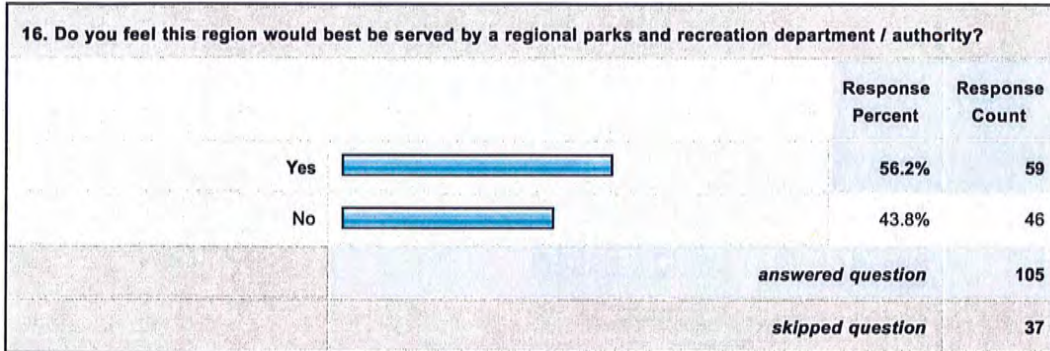 16. Do you feel this region would best be served by a regional parks and recreation department / authority?
Response Percent Response Count
Yes 56.2% 59
No 43.8% 46
answered question 105
skipped question 37